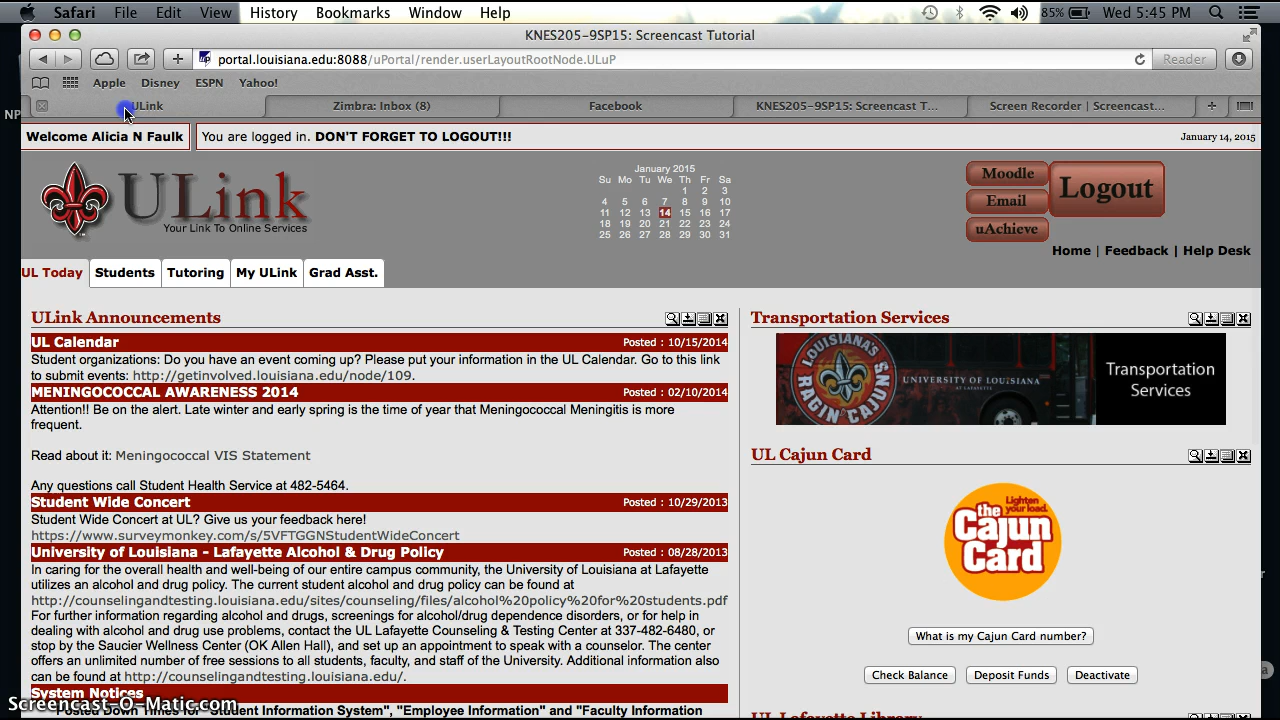 Safari File Edit View History Bookmarks Window Help 85% Wed 5:45 PM
KNES205-9SP15: Screencast Tutorial
portal.louisiana.edu:8088/uPortal/render.userLayoutRootNode.ULuP Reader
Apple Disney ESPN Yahoo!
ULink Zimbra: Inbox (8) Facebook KNES205-9SP15: Screencast T... Screen Recorder | Screencast...
NP
Welcome Alicia N Faulk You are logged in. DON'T FORGET TO LOGOUT!!! January 14, 2015
ULink
Your Link To Online Services
January 2015
Su Mo Tu We Th Fr Sa
1 2 3
4 5 6 7 8 9 10
11 12 13 14 15 16 17
18 19 20 21 22 23 24
25 26 27 28 29 30 31
Moodle
Email
uAchieve
Logout
Home | Feedback | Help Desk
UL Today Students Tutoring My ULink Grad Asst.
ULink Announcements
UL Calendar Posted : 10/15/2014
Student organizations: Do you have an event coming up? Please put your information in the UL Calendar. Go to this link
to submit events: http://getinvolved.louisiana.edu/node/109.
MENINGOCOCCAL AWARENESS 2014 Posted : 02/10/2014
Attention!! Be on the alert. Late winter and early spring is the time of year that Meningococcal Meningitis is more
frequent.
Read about it: Meningococcal VIS Statement
Any questions call Student Health Service at 482-5464.
Student Wide Concert Posted : 10/29/2013
Student Wide Concert at UL? Give us your feedback here!
https://www.surveymonkey.com/s/5VFTGGNStudentWideConcert
University of Louisiana - Lafayette Alcohol & Drug Policy Posted : 08/28/2013
In caring for the overall health and well-being of our entire campus community, the University of Louisiana at Lafayette
utilizes an alcohol and drug policy. The current student alcohol and drug policy can be found at
http://counselingandtesting.louisiana.edu/sites/counseling/files/alcohol%20policy%20for%20students.pdf
For further information regarding alcohol and drugs, screenings for alcohol/drug dependence disorders, or for help in
dealing with alcohol and drug use problems, contact the UL Lafayette Counseling & Testing Center at 337-482-6480, or
stop by the Saucier Wellness Center (OK Allen Hall), and set up an appointment to speak with a counselor. The center
offers an unlimited number of free sessions to all students, faculty, and staff of the University. Additional information also
can be found at http://counselingandtesting.louisiana.edu/.
System Notices
Posted Down Times for "Student Information System", "Employee Information" and "Faculty Information
Transportation Services
LOUISIANA'S
RAGIN' CAJUNS
UNIVERSITY OF LOUISIANA
AT LAFAYETTE
Transportation
Services
UL Cajun Card
Lighten
your load.
the
Cajun
Card
What is my Cajun Card number?
Check Balance Deposit Funds Deactivate
UL Lafayette Library
Screencast-O-Matic.com